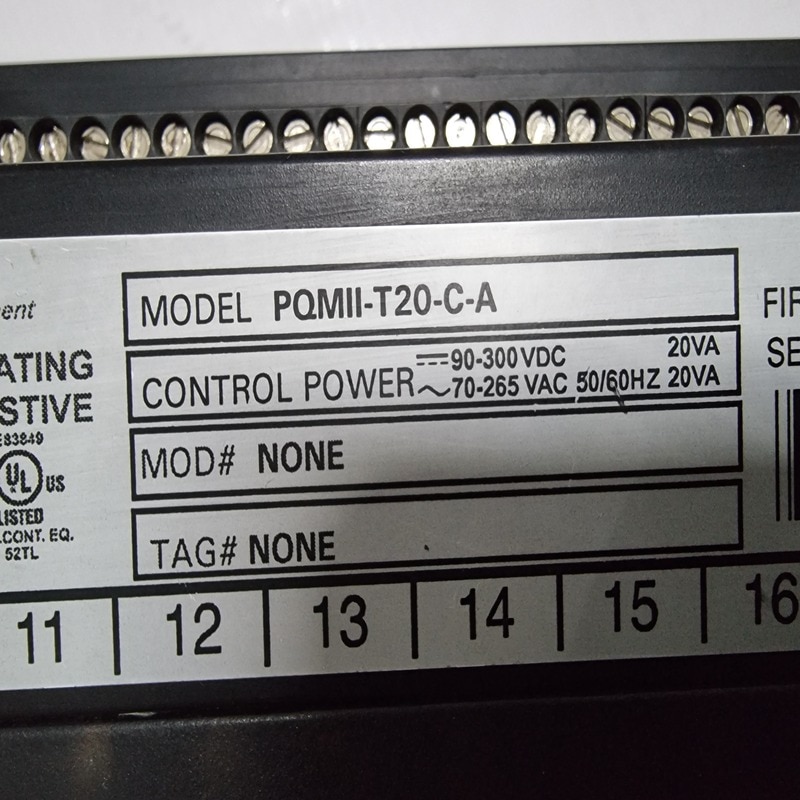 MODEL PQMII-T20-C-A
CONTROL POWER ⎓90-300VDC 20VA
∼70-265 VAC 50/60HZ 20VA
MOD# NONE
TAG# NONE
ent
ATING
STIVE
E83849
UL US
LISTED
.CONT. EQ.
52TL
FIR
SE
11 12 13 14 15 16